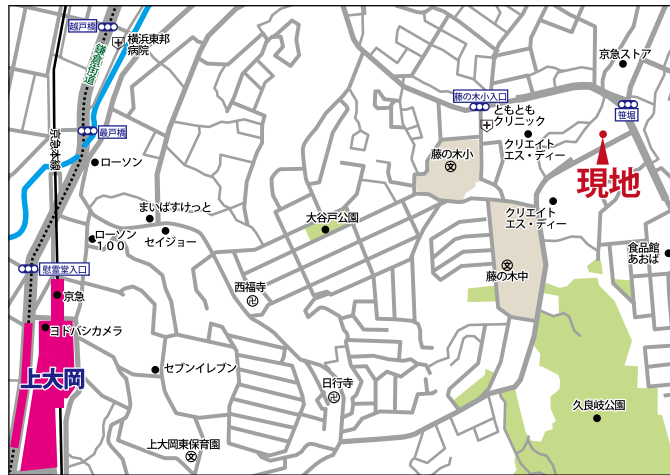 越戸橋
横浜東邦
病院
鎌倉街道
京急ストア
藤の木小入口
笹堀
ともとも
クリニック
最戸橋
京急本線
クリエイト
エス・ディー
ローソン
藤の木小
現地
まいばすけっと
大谷戸公園
クリエイト
エス・ディー
ローソン
１００
セイジョー
食品館
あおば
慰霊堂入口
藤の木中
西福寺
京急
ヨドバシカメラ
セブンイレブン
上大岡
日行寺
久良岐公園
上大岡東保育園